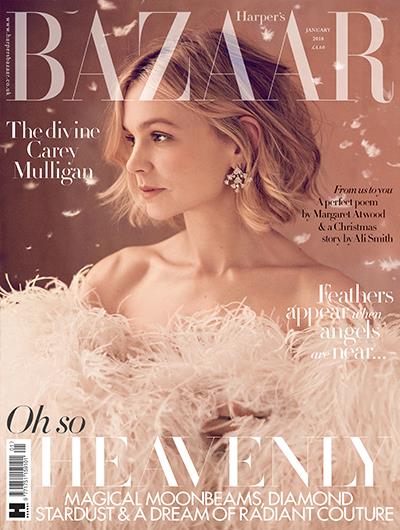 Harper's
BAZAAR
www.harpersbazaar.co.uk
JANUARY
2018
£4.60
The divine
Carey
Mulligan
From us to you
A perfect poem
by Margaret Atwood
& a Christmas
story by Ali Smith
Feathers
appear when
angels
are near...
Oh so
HEAVENLY
MAGICAL MOONBEAMS, DIAMOND
STARDUST & A DREAM OF RADIANT COUTURE
01
H